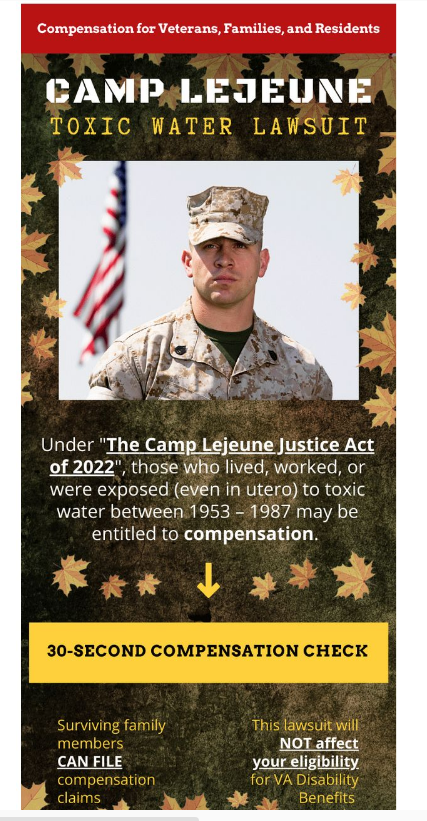 Compensation for Veterans, Families, and Residents
CAMP LEJEUNE
TOXIC WATER LAWSUIT
Under "The Camp Lejeune Justice Act
of 2022", those who lived, worked, or
were exposed (even in utero) to toxic
water between 1953 – 1987 may be
entitled to compensation.
30-SECOND COMPENSATION CHECK
Surviving family
members
CAN FILE
compensation
claims
This lawsuit will
NOT affect
your eligibility
for VA Disability
Benefits